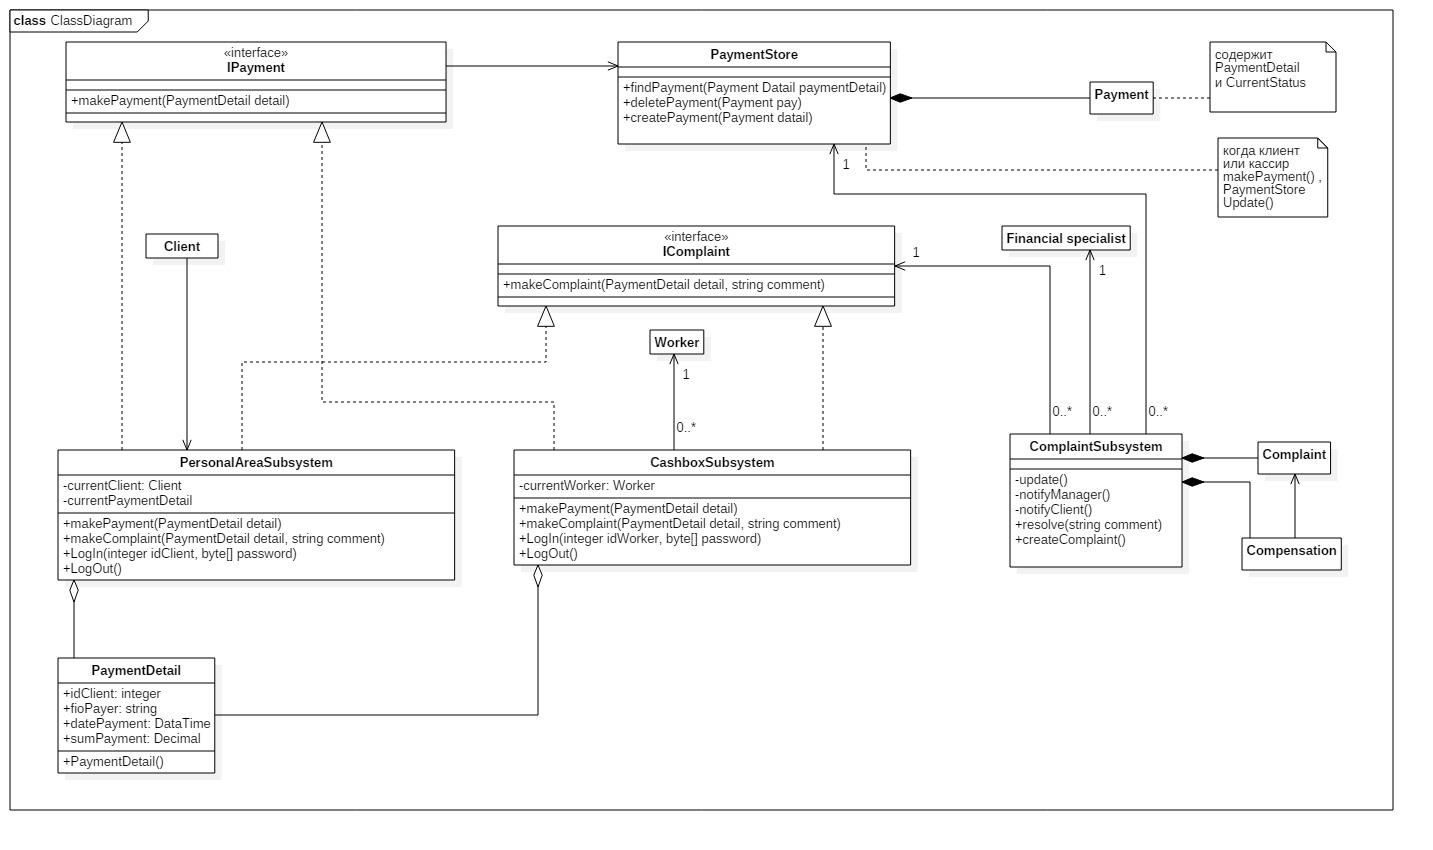 class ClassDiagram
«interface»
IPayment
+makePayment(PaymentDetail detail)
PaymentStore
+findPayment(Payment Datail paymentDetail)
+deletePayment(Payment pay)
+createPayment(Payment datail)
Payment
содержит
PaymentDetail
и CurrentStatus
когда клиент
или кассир
makePayment() ,
PaymentStore
Update()
1
Client
«interface»
IComplaint
+makeComplaint(PaymentDetail detail, string comment)
1
Financial specialist
1
Worker
1
0..*
0..*
0..*
0..*
PersonalAreaSubsystem
-currentClient: Client
-currentPaymentDetail
+makePayment(PaymentDetail detail)
+makeComplaint(PaymentDetail detail, string comment)
+LogIn(integer idClient, byte[] password)
+LogOut()
CashboxSubsystem
-currentWorker: Worker
+makePayment(PaymentDetail detail)
+makeComplaint(PaymentDetail detail, string comment)
+LogIn(integer idWorker, byte[] password)
+LogOut()
ComplaintSubsystem
-update()
-notifyManager()
-notifyClient()
+resolve(string comment)
+createComplaint()
Complaint
Compensation
PaymentDetail
+idClient: integer
+fioPayer: string
+datePayment: DataTime
+sumPayment: Decimal
+PaymentDetail()